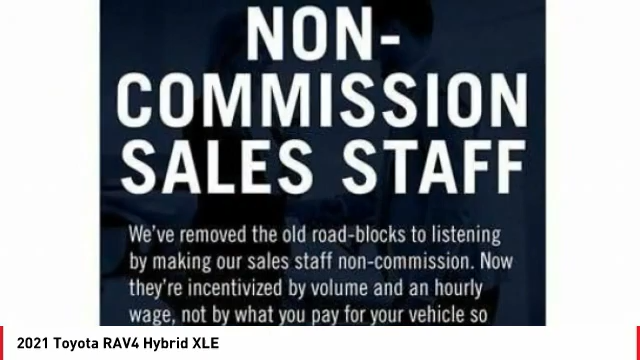 NON-
COMMISSION
SALES STAFF
We've removed the old road-blocks to listening
by making our sales staff non-commission. Now
they're incentivized by volume and an hourly
wage, not by what you pay for your vehicle so
2021 Toyota RAV4 Hybrid XLE